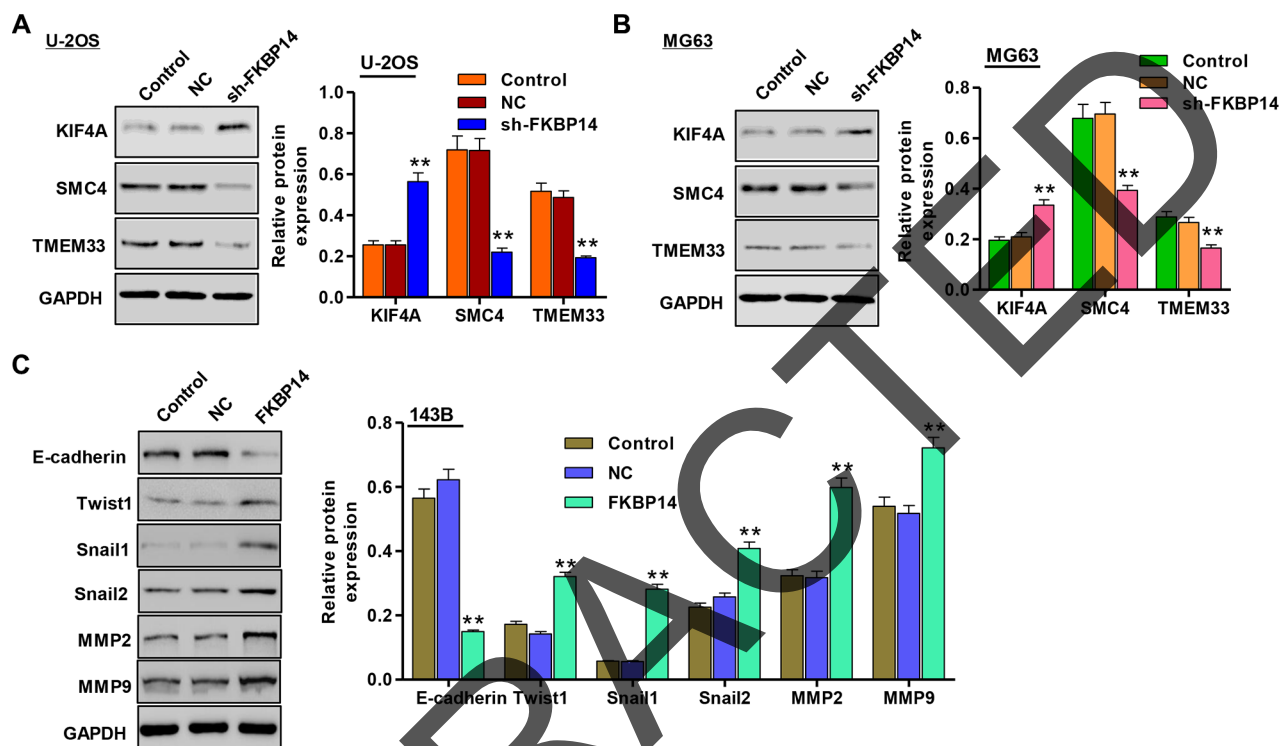 A
U-2OS
Control
NC
sh-FKBP14
KIF4A
SMC4
TMEM33
GAPDH
U-2OS
Control
NC
sh-FKBP14
Relative protein
expression
1.0
0.8
0.6
0.4
0.2
0.0
**
**
**
KIF4A SMC4 TMEM33
B
MG63
Control
NC
sh-FKBP14
KIF4A
SMC4
TMEM33
GAPDH
MG63
Control
NC
sh-FKBP14
Relative protein
expression
0.8
0.6
0.4
0.2
0.0
**
**
**
KIF4A SMC4 TMEM33
C
Control
NC
FKBP14
E-cadherin
Twist1
Snail1
Snail2
MMP2
MMP9
GAPDH
143B
Control
NC
FKBP14
Relative protein
expression
0.8
0.6
0.4
0.2
0.0
**
**
**
**
**
**
E-cadherin Twist1 Snail1 Snail2 MMP2 MMP9
RACTED